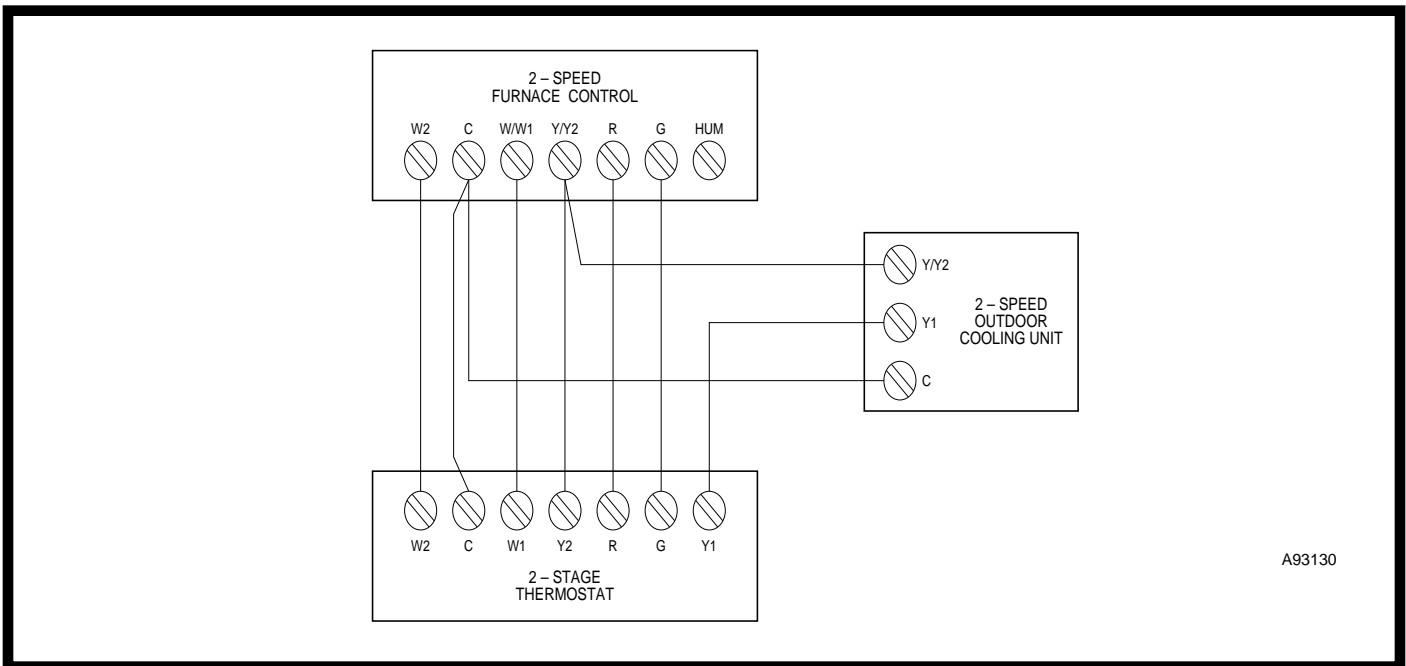 2 – SPEED
FURNACE CONTROL
W2 C W/W1 Y/Y2 R G HUM
Y/Y2
Y1
C
2 – SPEED
OUTDOOR
COOLING UNIT
W2 C W1 Y2 R G Y1
2 – STAGE
THERMOSTAT
A93130